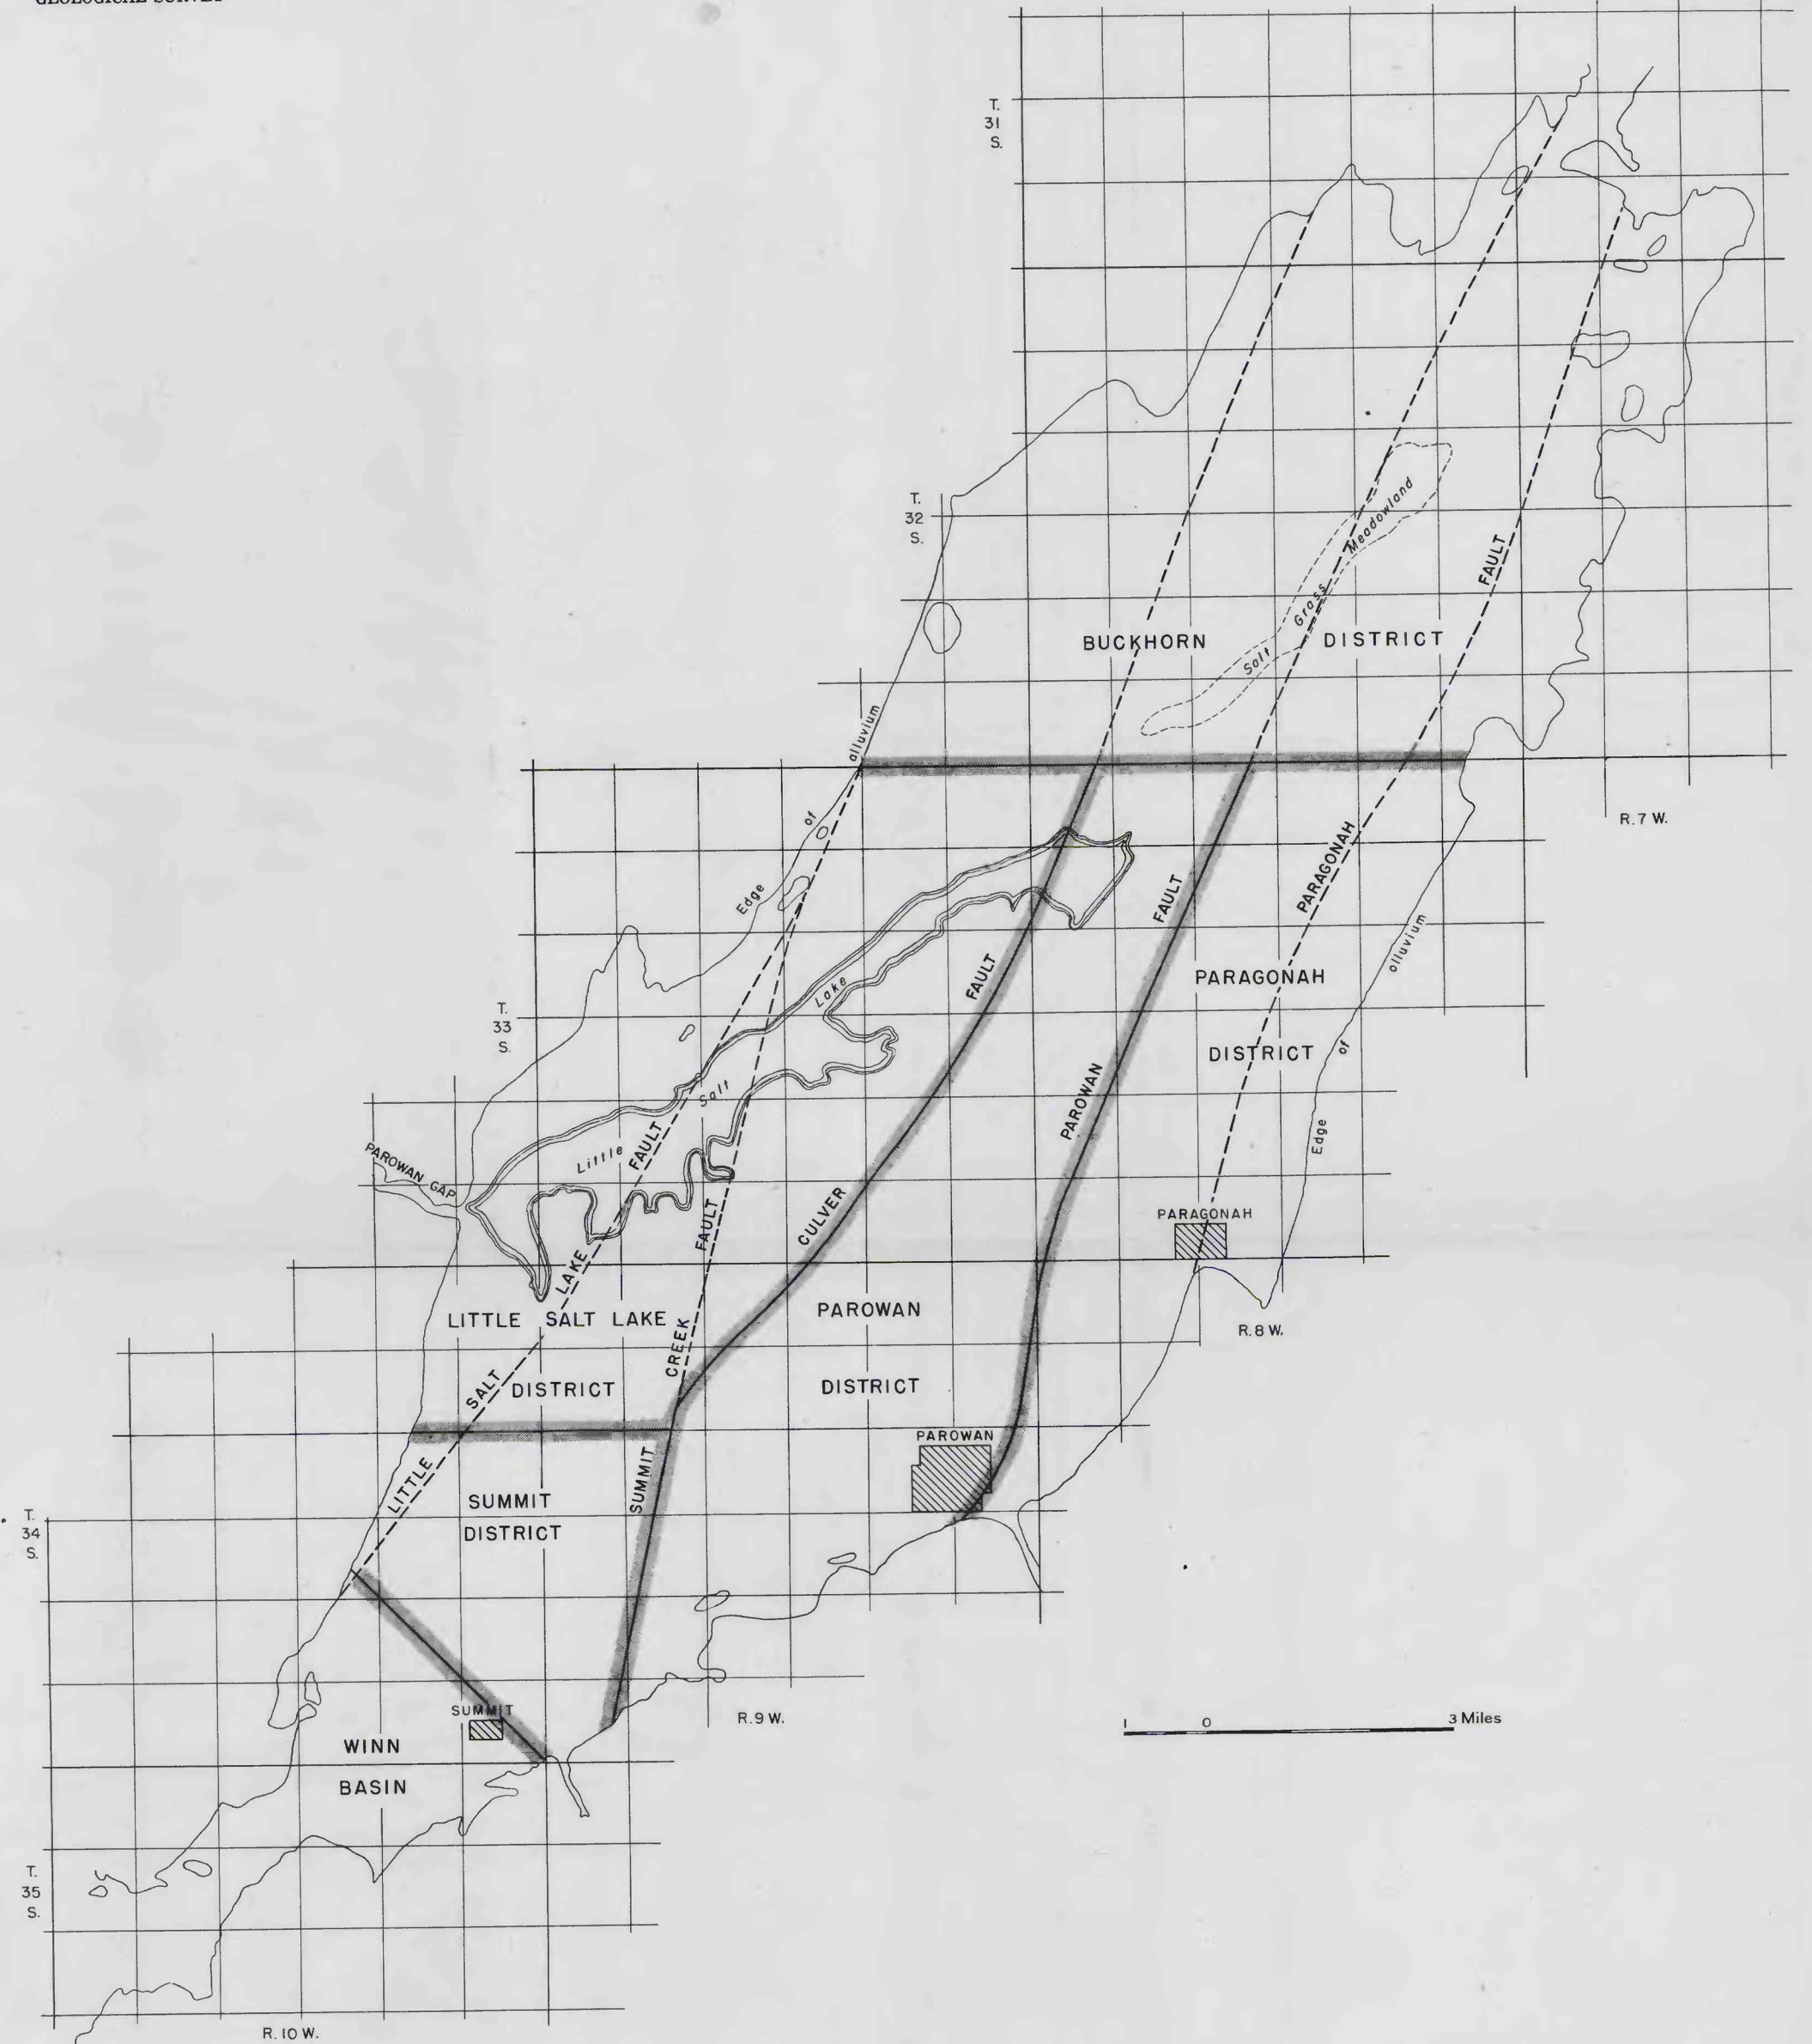 GEOLOGICAL SURVEY
T.
31
S.
T.
32
S.
FAULT
Salt Grass Meadowland
BUCKHORN DISTRICT
Edge of alluvium
R. 7 W.
PARAGONAH
FAULT
FAULT
PARAGONAH
DISTRICT
Edge of alluvium
T.
33
S.
Little Salt Lake
PAROWAN
FAULT
PAROWAN GAP
CULVER
PARAGONAH
LAKE
FAULT
LITTLE SALT LAKE
DISTRICT
PAROWAN
DISTRICT
R. 8 W.
CREEK
SALT
PAROWAN
LITTLE
SUMMIT
SUMMIT
DISTRICT
T.
34
S.
SUMMIT
R. 9 W.
1 0 3 Miles
WINN
BASIN
T.
35
S.
R. 10 W.